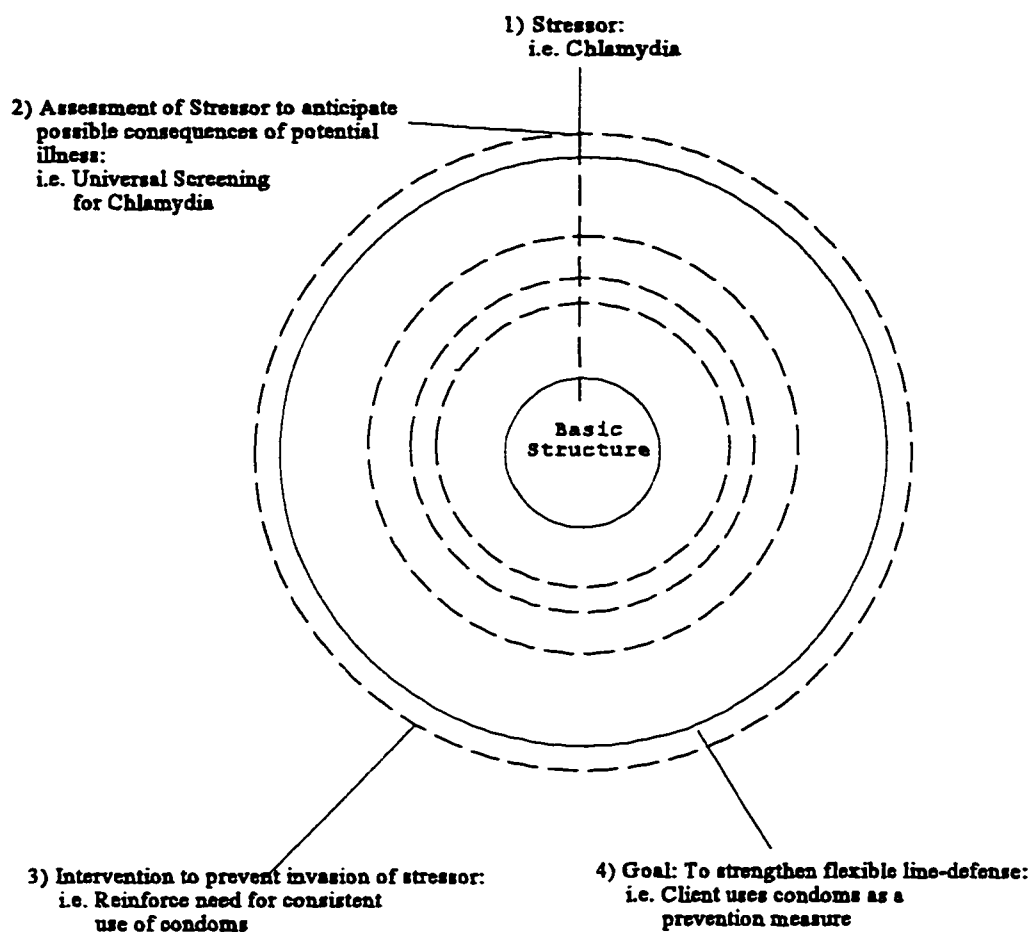 1) Stressor:
i.e. Chlamydia
2) Assessment of Stressor to anticipate
possible consequences of potential
illness:
i.e. Universal Screening
for Chlamydia
Basic
Structure
3) Intervention to prevent invasion of stressor:
i.e. Reinforce need for consistent
use of condoms
4) Goal: To strengthen flexible line-defense:
i.e. Client uses condoms as a
prevention measure